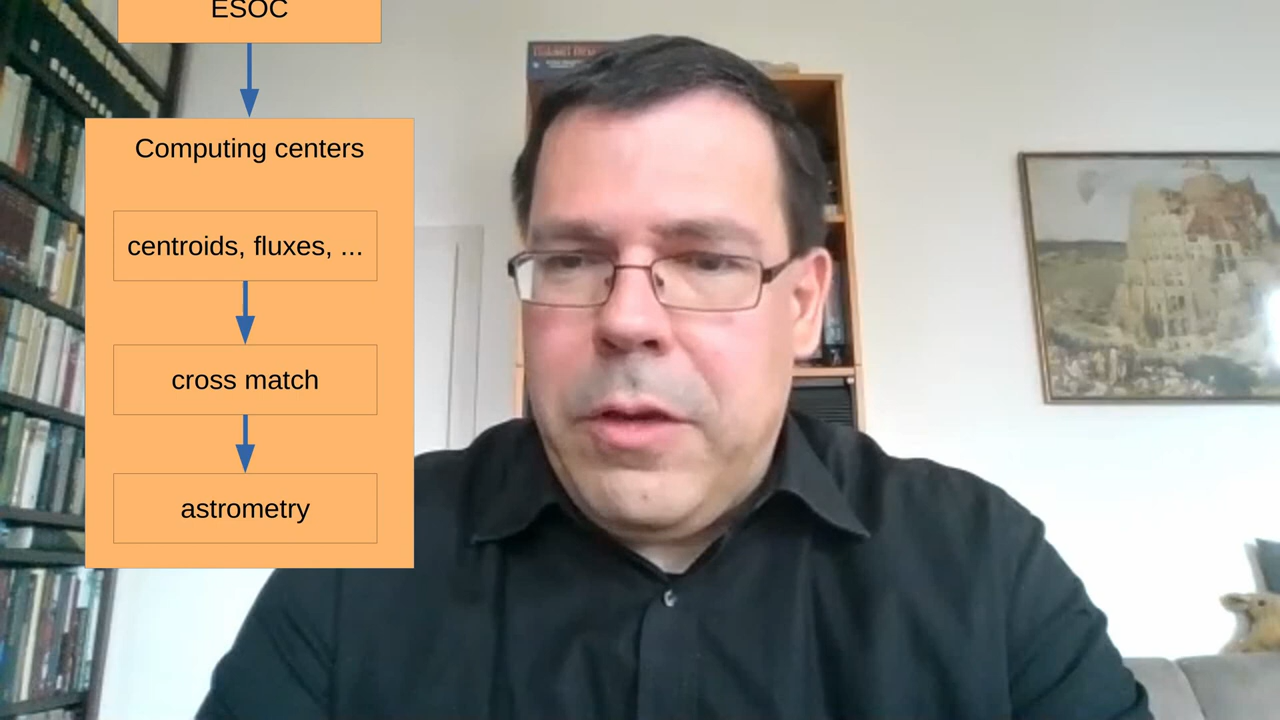 ESOC
Computing centers
centroids, fluxes, ...
cross match
astrometry